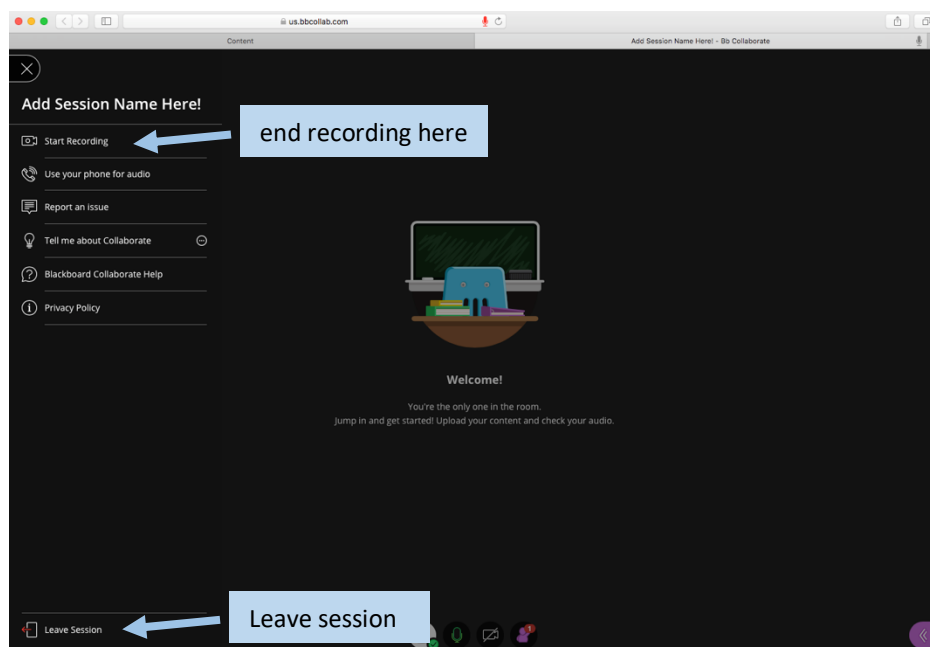 us.bbcollab.com
Content
Add Session Name Here! - Bb Collaborate
Add Session Name Here!
Start Recording
end recording here
Use your phone for audio
Report an issue
Tell me about Collaborate
Blackboard Collaborate Help
Privacy Policy
Welcome!
You're the only one in the room.
Jump in and get started! Upload your content and check your audio.
Leave Session
Leave session
1